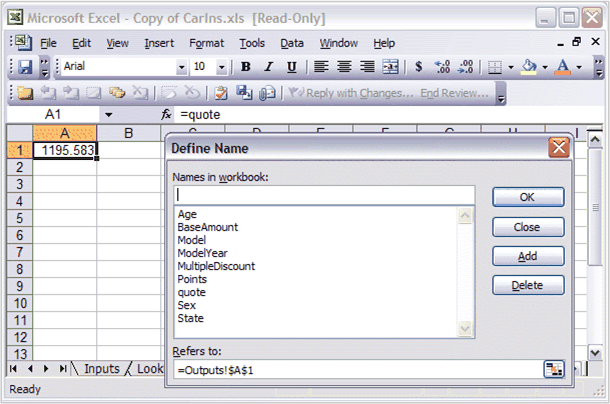 Microsoft Excel - Copy of CarIns.xls [Read-Only]
File Edit View Insert Format Tools Data Window Help
Arial 10 B I U $
Reply with Changes... End Review...
A1 fx =quote
A B
1 1195.583
2
3
4
5
6
7
8
9
10
11
12
13
Define Name
Names in workbook:
Age
BaseAmount
Model
ModelYear
MultipleDiscount
Points
quote
Sex
State
OK
Close
Add
Delete
Refers to:
=Outputs!$A$1
Inputs Look
Ready